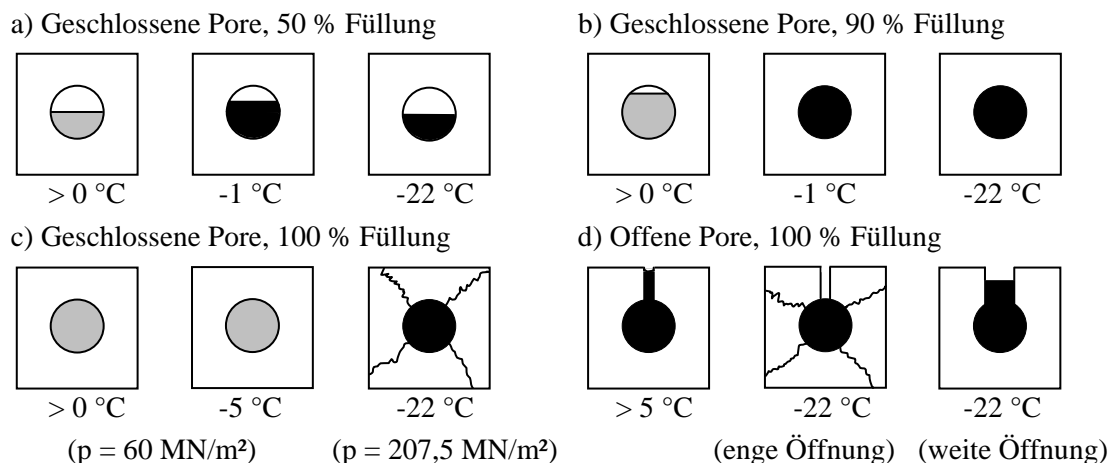 a) Geschlossene Pore, 50 % Füllung
> 0 °C -1 °C -22 °C
b) Geschlossene Pore, 90 % Füllung
> 0 °C -1 °C -22 °C
c) Geschlossene Pore, 100 % Füllung
> 0 °C -5 °C -22 °C
(p = 60 MN/m²) (p = 207,5 MN/m²)
d) Offene Pore, 100 % Füllung
> 5 °C -22 °C -22 °C
(enge Öffnung) (weite Öffnung)